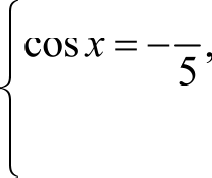 cos x = −—/5,